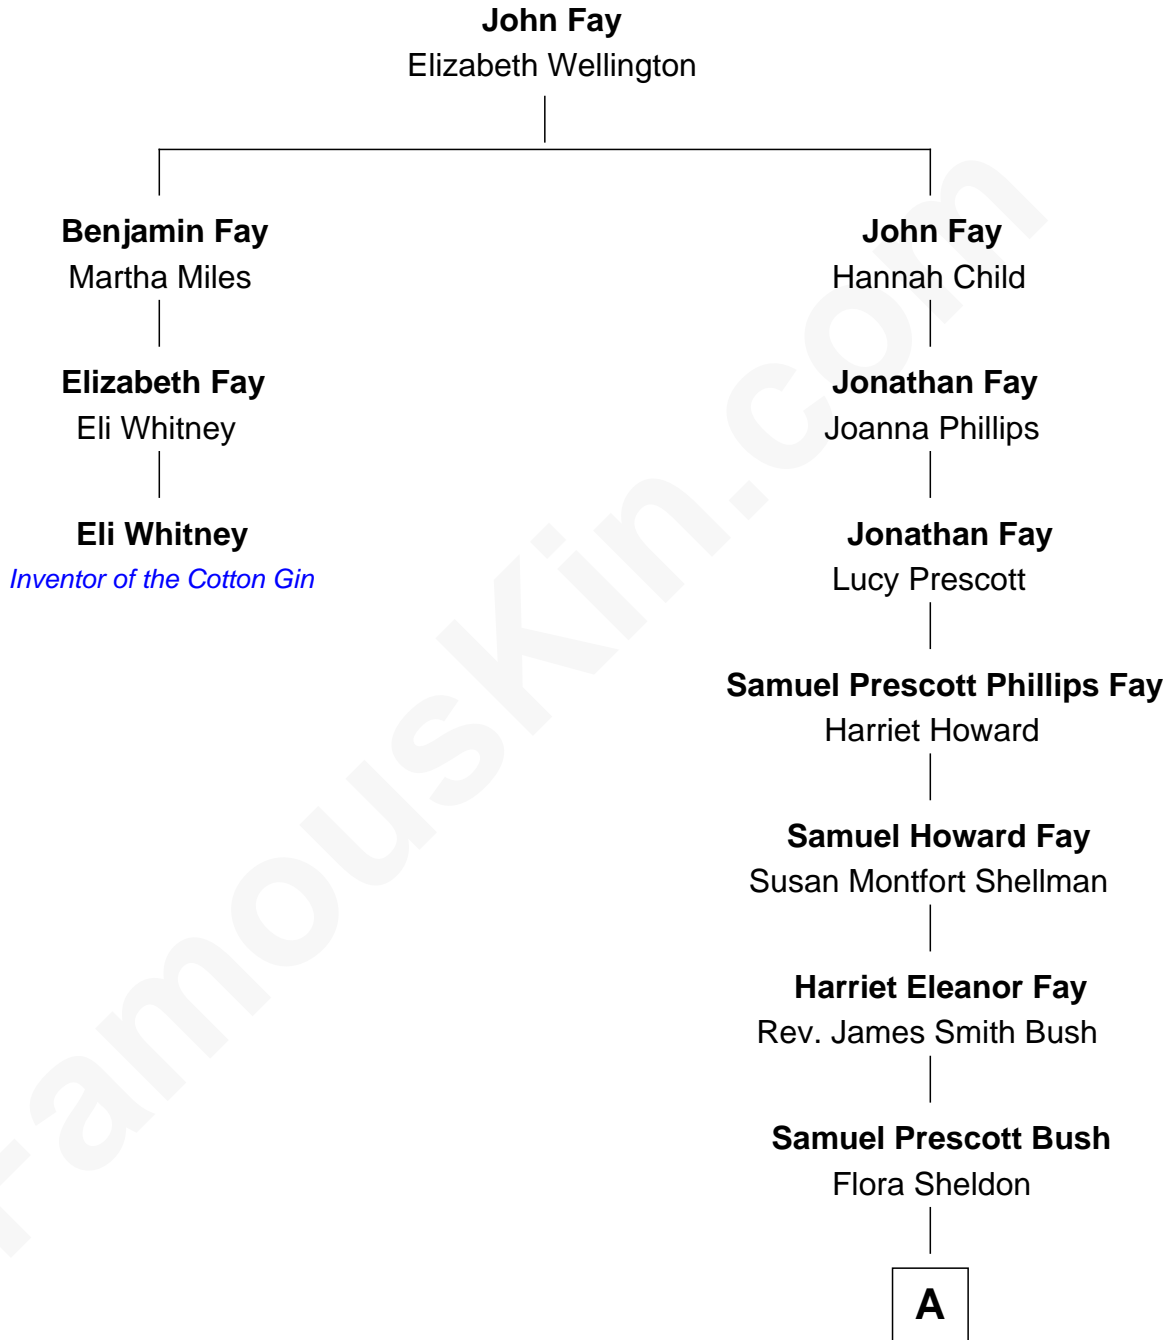 John Fay
Elizabeth Wellington
Benjamin Fay
Martha Miles
John Fay
Hannah Child
Elizabeth Fay
Eli Whitney
Jonathan Fay
Joanna Phillips
Eli Whitney
Inventor of the Cotton Gin
Jonathan Fay
Lucy Prescott
Samuel Prescott Phillips Fay
Harriet Howard
Samuel Howard Fay
Susan Montfort Shellman
Harriet Eleanor Fay
Rev. James Smith Bush
Samuel Prescott Bush
Flora Sheldon
A
FamousKin.com